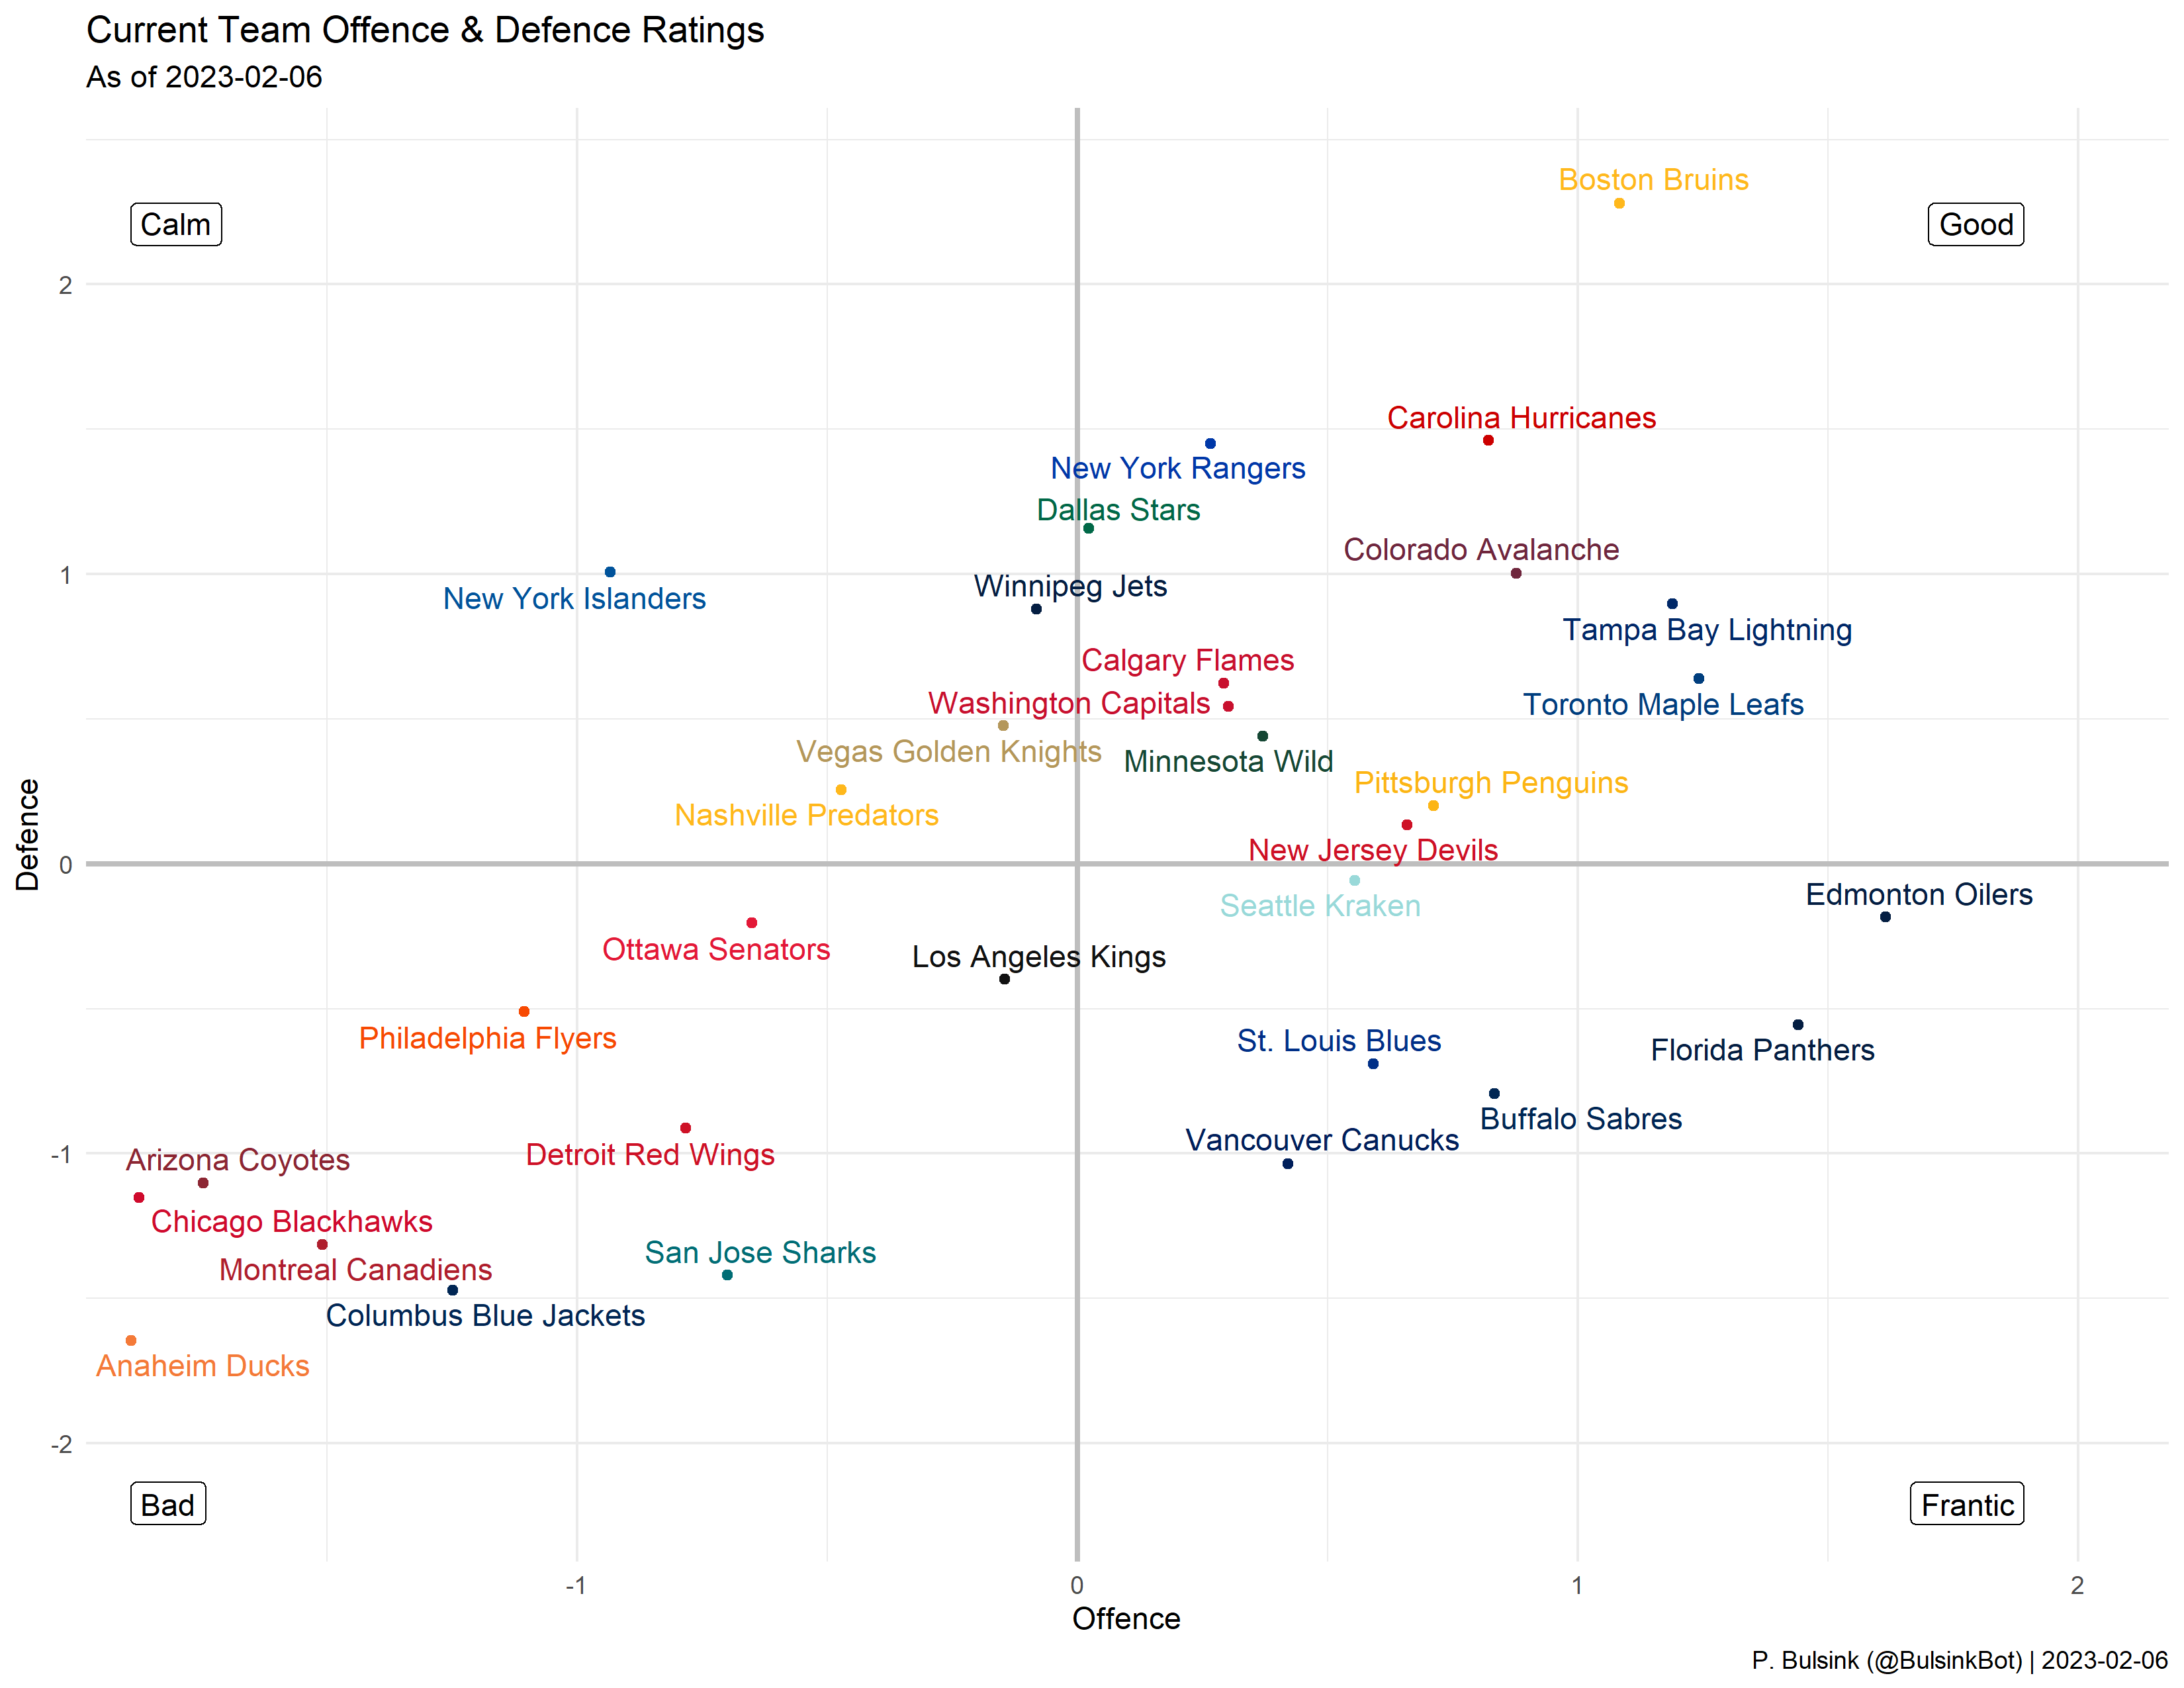 Current Team Offence & Defence Ratings
As of 2023-02-06
Boston Bruins
Calm
Good
2
Carolina Hurricanes
New York Rangers
Dallas Stars
Colorado Avalanche
1
Winnipeg Jets
New York Islanders
Tampa Bay Lightning
Calgary Flames
Washington Capitals
Toronto Maple Leafs
Vegas Golden Knights
Minnesota Wild
Pittsburgh Penguins
Nashville Predators
Defence
New Jersey Devils
0
Edmonton Oilers
Seattle Kraken
Ottawa Senators
Los Angeles Kings
Philadelphia Flyers
St. Louis Blues
Florida Panthers
Buffalo Sabres
Vancouver Canucks
-1
Detroit Red Wings
Arizona Coyotes
Chicago Blackhawks
San Jose Sharks
Montreal Canadiens
Columbus Blue Jackets
Anaheim Ducks
-2
Bad
Frantic
-1
0
1
2
Offence
P. Bulsink (@BulsinkBot) | 2023-02-06